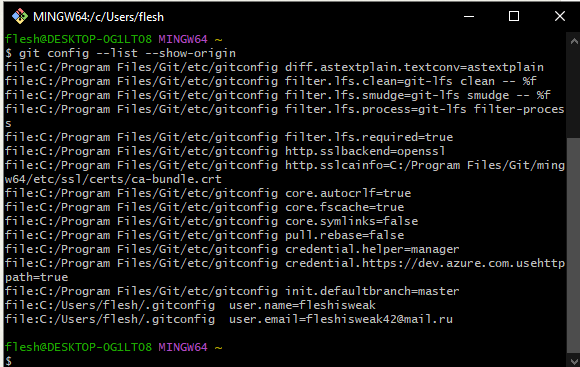 MINGW64:/c/Users/flesh
flesh@DESKTOP-OG1LTO8 MINGW64 ~
$ git config --list --show-origin
file:C:/Program Files/Git/etc/gitconfig diff.astextplain.textconv=astextplain
file:C:/Program Files/Git/etc/gitconfig filter.lfs.clean=git-lfs clean -- %f
file:C:/Program Files/Git/etc/gitconfig filter.lfs.smudge=git-lfs smudge -- %f
file:C:/Program Files/Git/etc/gitconfig filter.lfs.process=git-lfs filter-proces
s
file:C:/Program Files/Git/etc/gitconfig filter.lfs.required=true
file:C:/Program Files/Git/etc/gitconfig http.sslbackend=openssl
file:C:/Program Files/Git/etc/gitconfig http.sslcainfo=C:/Program Files/Git/ming
w64/etc/ssl/certs/ca-bundle.crt
file:C:/Program Files/Git/etc/gitconfig core.autocrlf=true
file:C:/Program Files/Git/etc/gitconfig core.fscache=true
file:C:/Program Files/Git/etc/gitconfig core.symlinks=false
file:C:/Program Files/Git/etc/gitconfig pull.rebase=false
file:C:/Program Files/Git/etc/gitconfig credential.helper=manager
file:C:/Program Files/Git/etc/gitconfig credential.https://dev.azure.com.usehttp
path=true
file:C:/Program Files/Git/etc/gitconfig init.defaultbranch=master
file:C:/Users/flesh/.gitconfig  user.name=fleshisweak
file:C:/Users/flesh/.gitconfig  user.email=fleshisweak42@mail.ru
flesh@DESKTOP-OG1LTO8 MINGW64 ~
$